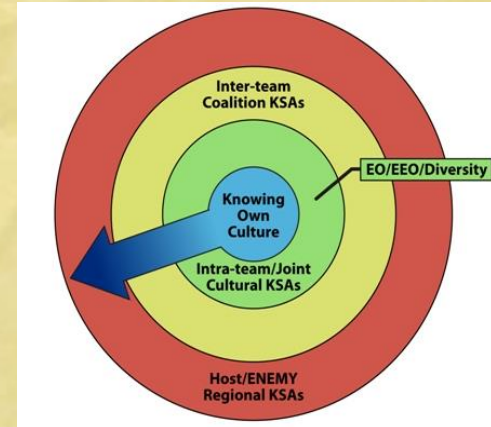 Inter-team
Coalition KSAs
EO/EEO/Diversity
Knowing
Own
Culture
Intra-team/Joint
Cultural KSAs
Host/ENEMY
Regional KSAs